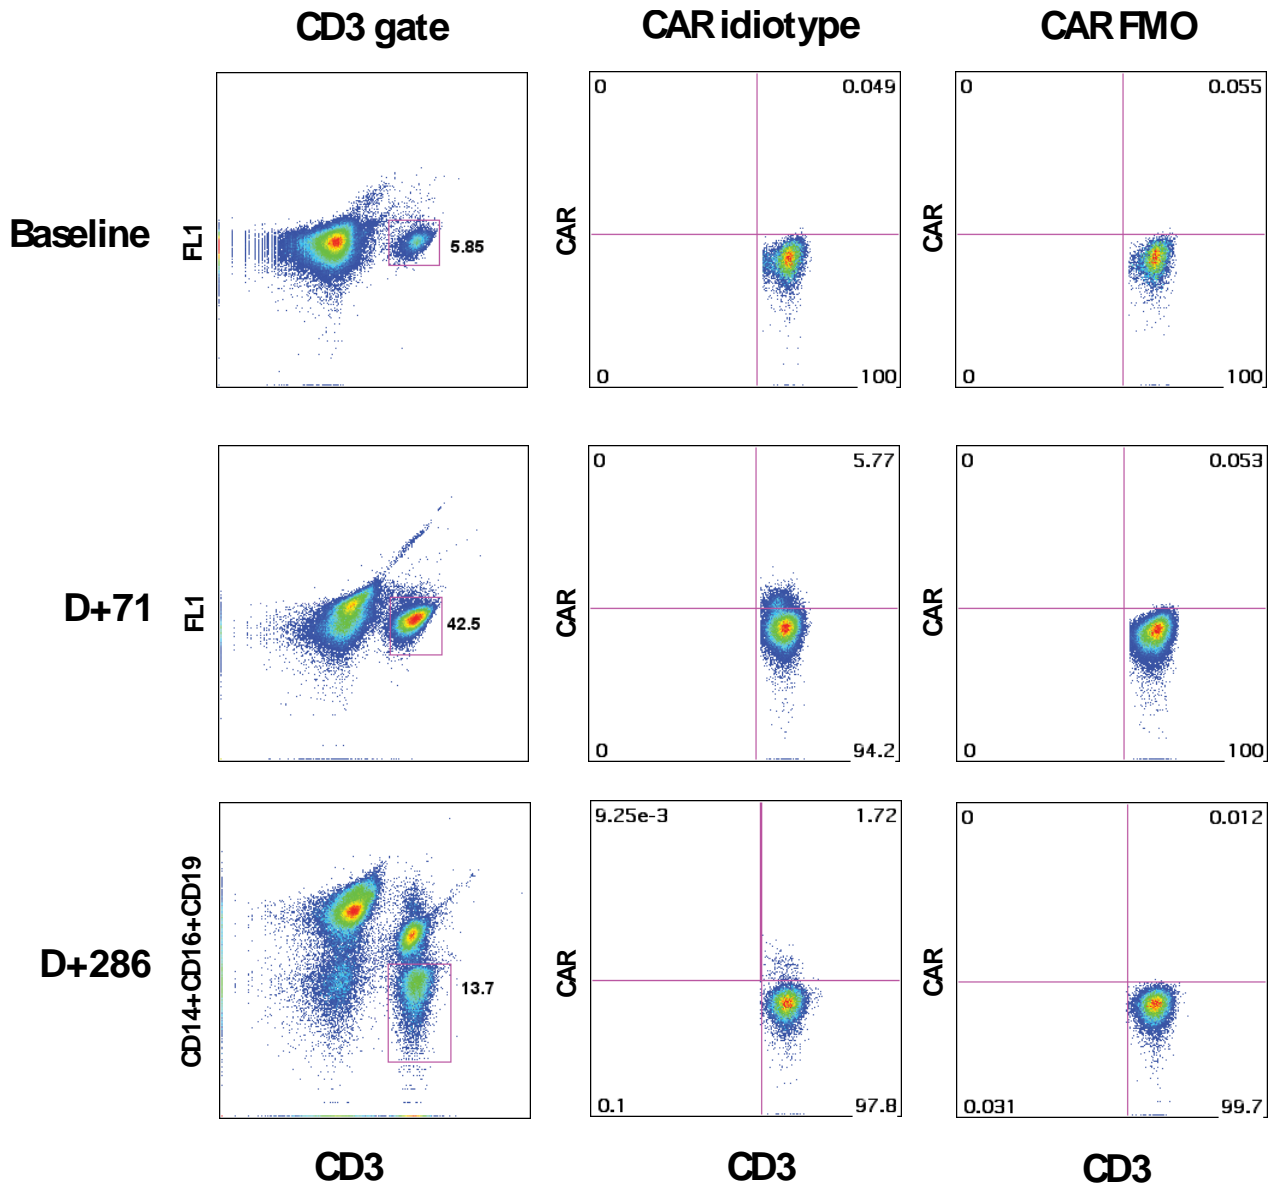 CD3 gate
CAR idiotype
CAR FMO
Baseline
FL1
5.85
CAR
0
0.049
0
100
CAR
0
0.055
0
100
D+71
FL1
42.5
CAR
0
5.77
0
94.2
CAR
0
0.053
0
100
D+286
CD14+CD16+CD19
13.7
CAR
9.25e-3
1.72
0.1
97.8
CAR
0
0.012
0.031
99.7
CD3
CD3
CD3